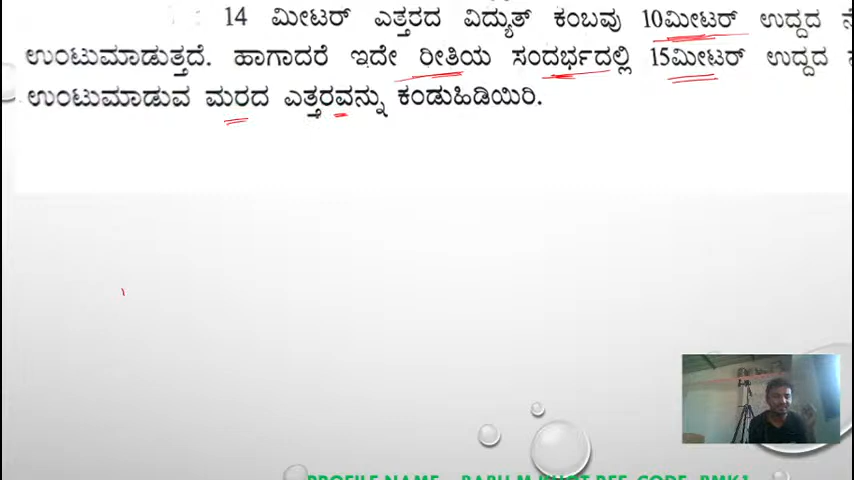 14 ಮೀಟರ್ ಎತ್ತರದ ವಿದ್ಯುತ್ ಕಂಬವು 10ಮೀಟರ್ ಉದ್ದದ
ಉಂಟುಮಾಡುತ್ತದೆ. ಹಾಗಾದರೆ ಇದೇ ರೀತಿಯ ಸಂದರ್ಭದಲ್ಲಿ 15ಮೀಟರ್ ಉದ್ದದ
ಉಂಟುಮಾಡುವ ಮರದ ಎತ್ತರವನ್ನು ಕಂಡುಹಿಡಿಯಿರಿ.